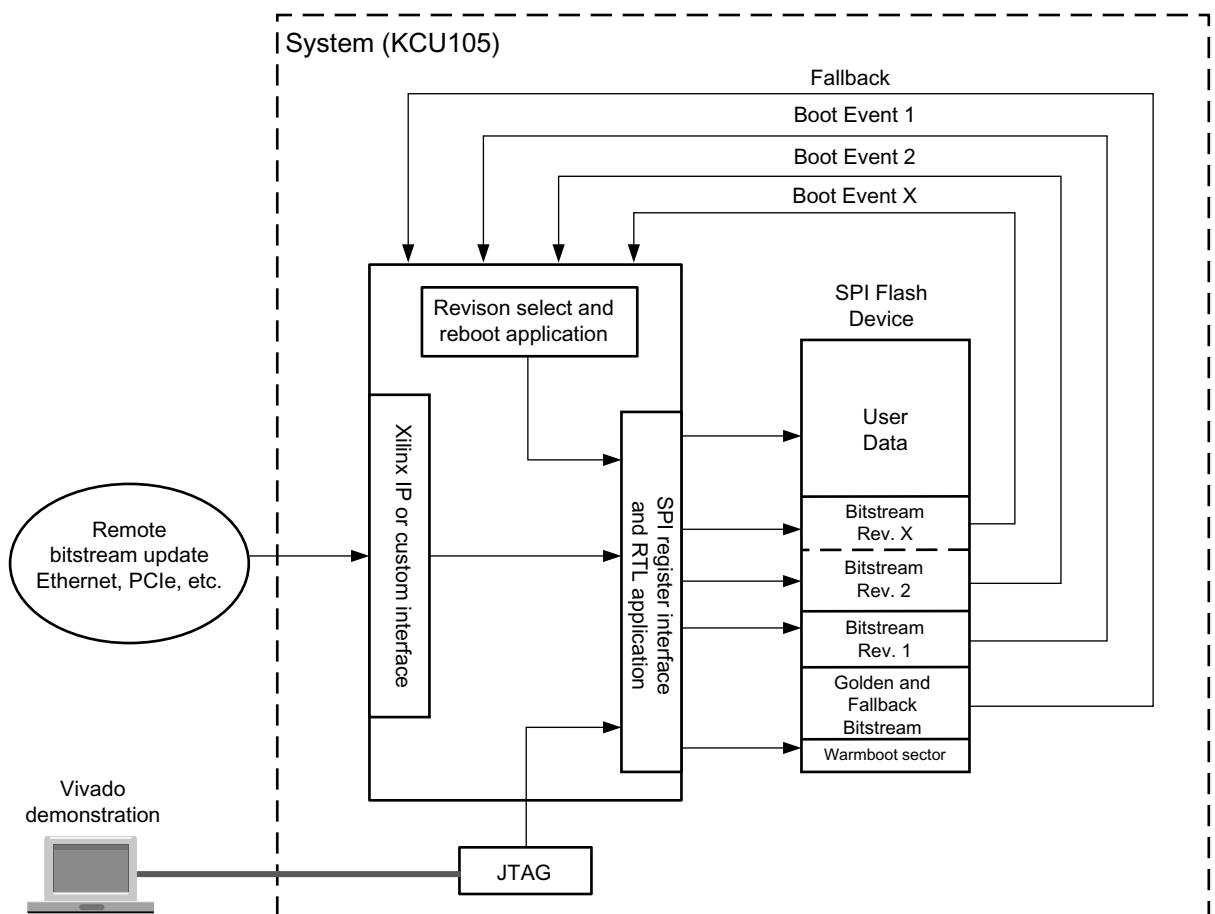 System (KCU105)
Fallback
Boot Event 1
Boot Event 2
Boot Event X
Revison select and
reboot application
SPI Flash
Device
User
Data
Xilinx IP or custom interface
SPI register interface
and RTL application
Bitstream
Rev. X
Bitstream
Rev. 2
Bitstream
Rev. 1
Golden and
Fallback
Bitstream
Warmboot sector
Remote
bitstream update
Ethernet, PCIe, etc.
Vivado
demonstration
JTAG